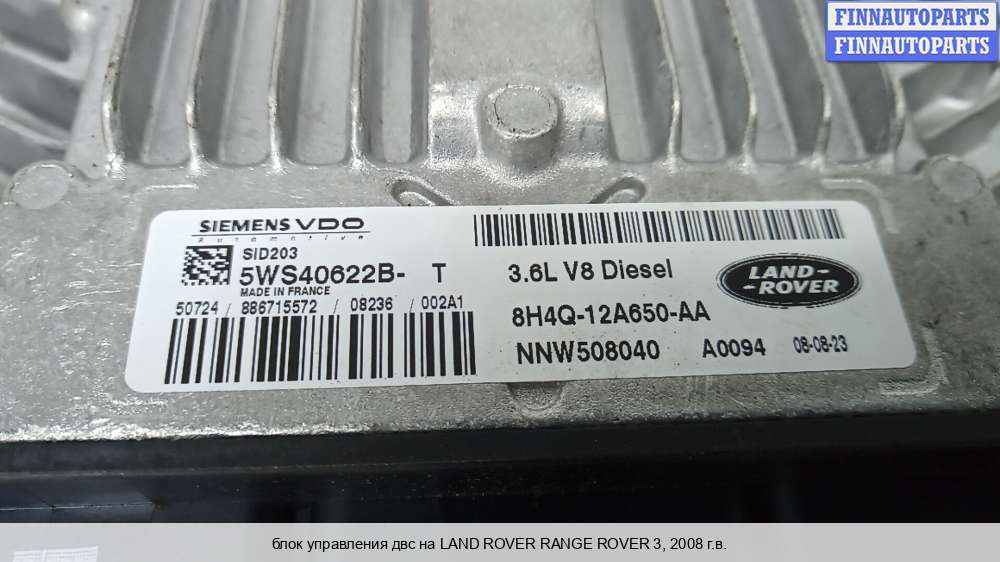 FINNAUTOPARTS
FINNAUTOPARTS
SIEMENS VDO
Automotive
SID203
5WS40622B- T
MADE IN FRANCE
50724 / 886715572 / 08236 / 002A1
3.6L V8 Diesel
LAND-
-ROVER
8H4Q-12A650-AA
NNW508040 A0094 08-08-23
блок управления двс на LAND ROVER RANGE ROVER 3, 2008 г.в.